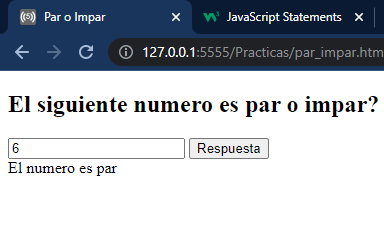 Par o Impar
JavaScript Statements
127.0.0.1:5555/Practicas/par_impar.htm
El siguiente numero es par o impar?
6 Respuesta
El numero es par